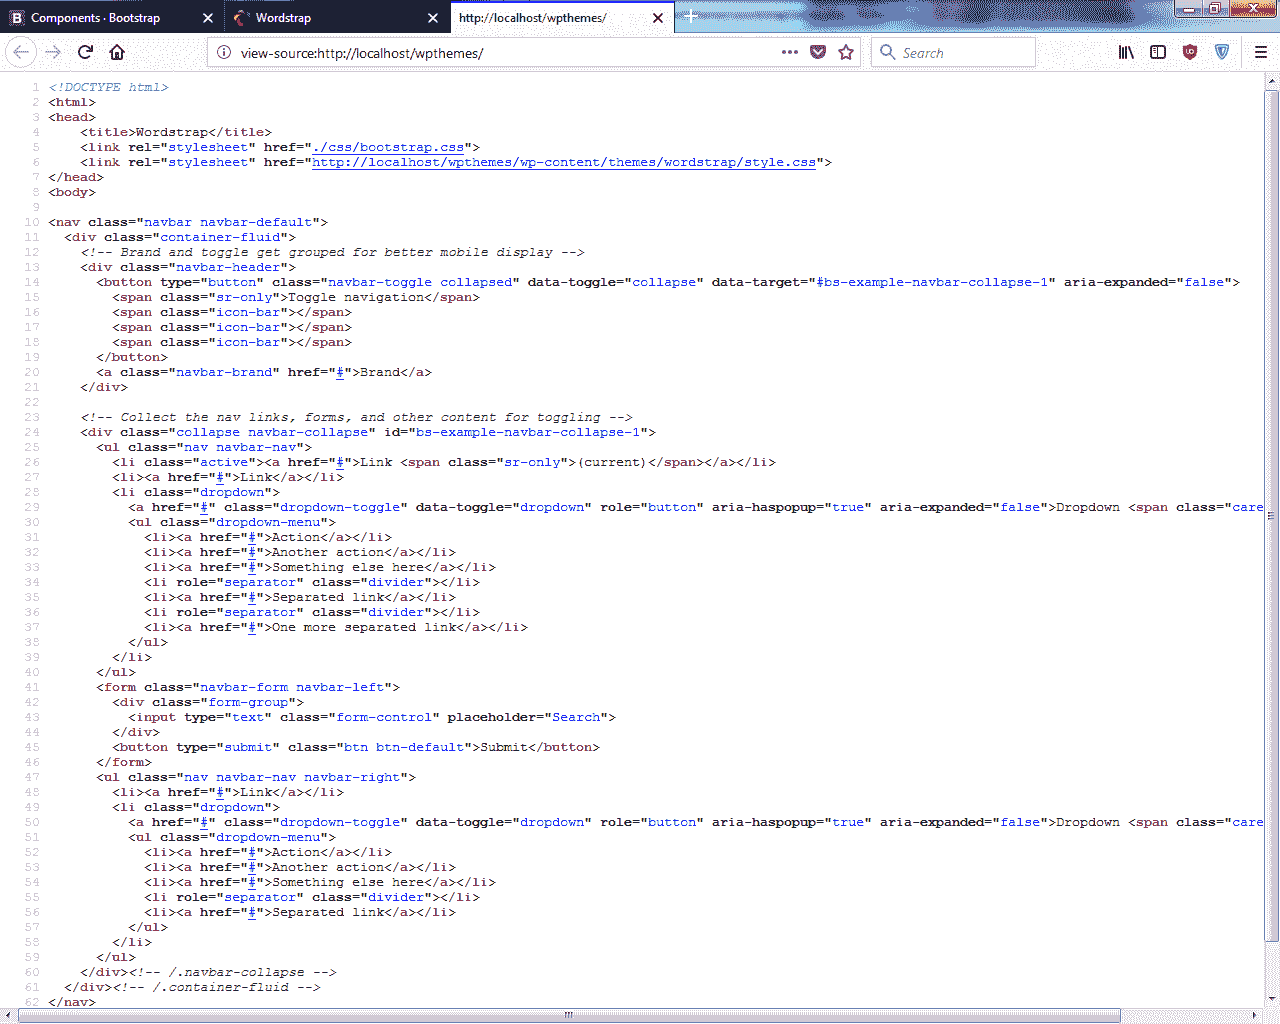 Components · Bootstrap
Wordstrap
http://localhost/wpthemes/
view-source:http://localhost/wpthemes/
Search
1 <!DOCTYPE html>
2 <html>
3 <head>
4     <title>Wordstrap</title>
5     <link rel="stylesheet" href="./css/bootstrap.css">
6     <link rel="stylesheet" href="http://localhost/wpthemes/wp-content/themes/wordstrap/style.css">
7 </head>
8 <body>
9
10 <nav class="navbar navbar-default">
11   <div class="container-fluid">
12     <!-- Brand and toggle get grouped for better mobile display -->
13     <div class="navbar-header">
14       <button type="button" class="navbar-toggle collapsed" data-toggle="collapse" data-target="#bs-example-navbar-collapse-1" aria-expanded="false">
15         <span class="sr-only">Toggle navigation</span>
16         <span class="icon-bar"></span>
17         <span class="icon-bar"></span>
18         <span class="icon-bar"></span>
19       </button>
20       <a class="navbar-brand" href="#">Brand</a>
21     </div>
22
23     <!-- Collect the nav links, forms, and other content for toggling -->
24     <div class="collapse navbar-collapse" id="bs-example-navbar-collapse-1">
25       <ul class="nav navbar-nav">
26         <li class="active"><a href="#">Link <span class="sr-only">(current)</span></a></li>
27         <li><a href="#">Link</a></li>
28         <li class="dropdown">
29           <a href="#" class="dropdown-toggle" data-toggle="dropdown" role="button" aria-haspopup="true" aria-expanded="false">Dropdown <span class="care
30           <ul class="dropdown-menu">
31             <li><a href="#">Action</a></li>
32             <li><a href="#">Another action</a></li>
33             <li><a href="#">Something else here</a></li>
34             <li role="separator" class="divider"></li>
35             <li><a href="#">Separated link</a></li>
36             <li role="separator" class="divider"></li>
37             <li><a href="#">One more separated link</a></li>
38           </ul>
39         </li>
40       </ul>
41       <form class="navbar-form navbar-left">
42         <div class="form-group">
43           <input type="text" class="form-control" placeholder="Search">
44         </div>
45         <button type="submit" class="btn btn-default">Submit</button>
46       </form>
47       <ul class="nav navbar-nav navbar-right">
48         <li><a href="#">Link</a></li>
49         <li class="dropdown">
50           <a href="#" class="dropdown-toggle" data-toggle="dropdown" role="button" aria-haspopup="true" aria-expanded="false">Dropdown <span class="care
51           <ul class="dropdown-menu">
52             <li><a href="#">Action</a></li>
53             <li><a href="#">Another action</a></li>
54             <li><a href="#">Something else here</a></li>
55             <li role="separator" class="divider"></li>
56             <li><a href="#">Separated link</a></li>
57           </ul>
58         </li>
59       </ul>
60     </div><!-- /.navbar-collapse -->
61   </div><!-- /.container-fluid -->
62 </nav>